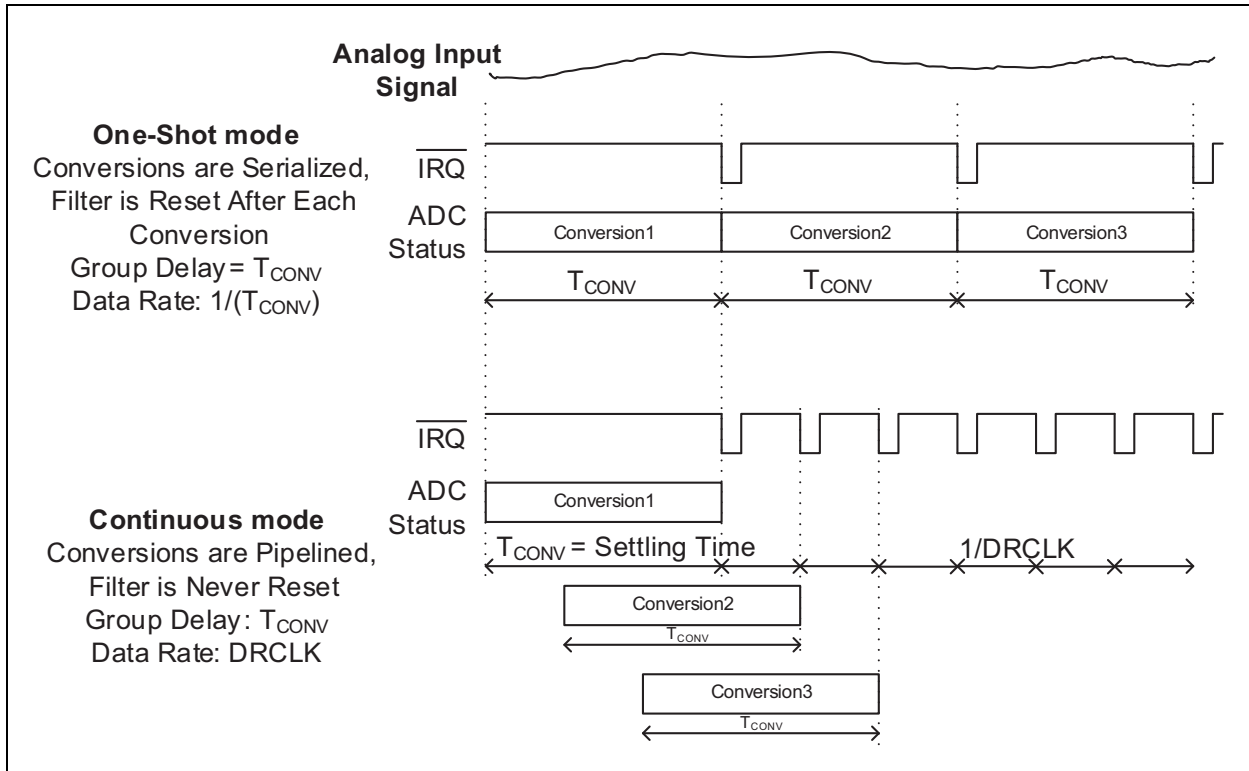 Analog Input
Signal
One-Shot mode
Conversions are Serialized,
Filter is Reset After Each
Conversion
Group Delay= TCONV
Data Rate: 1/(TCONV)
IRQ
ADC
Status
Conversion1
Conversion2
Conversion3
TCONV
TCONV
TCONV
IRQ
ADC
Status
Conversion1
Continuous mode
Conversions are Pipelined,
Filter is Never Reset
Group Delay: TCONV
Data Rate: DRCLK
TCONV = Settling Time
1/DRCLK
Conversion2
TCONV
Conversion3
TCONV